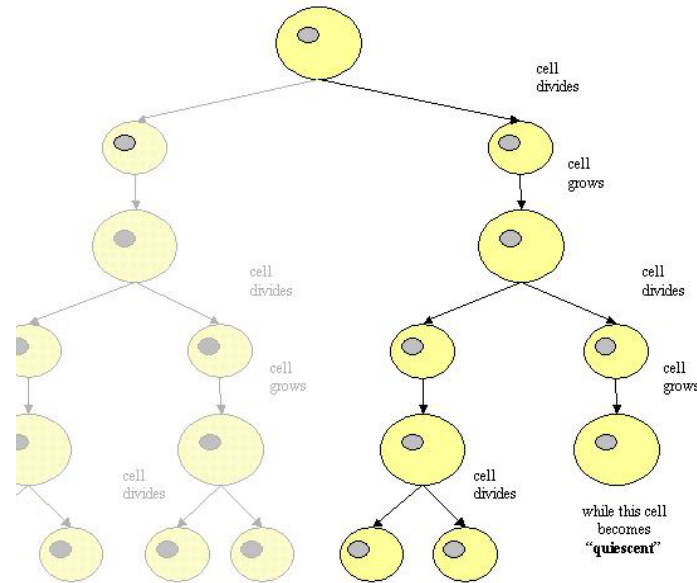 cell
divides
cell
grows
cell
divides
cell
divides
cell
grows
cell
grows
cell
divides
cell
divides
while this cell
becomes
“quiescent”